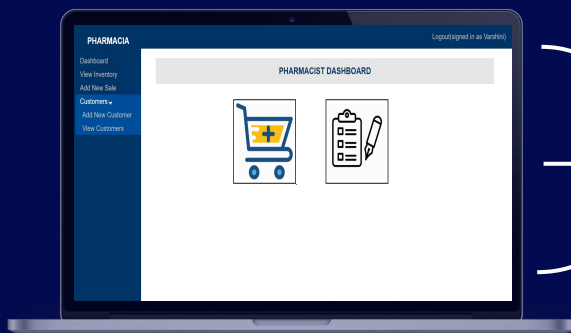 PHARMACIA
Logout(signed in as Varshini)
Dashboard
View Inventory
Add New Sale
Customers
Add New Customer
View Customers
PHARMACIST DASHBOARD